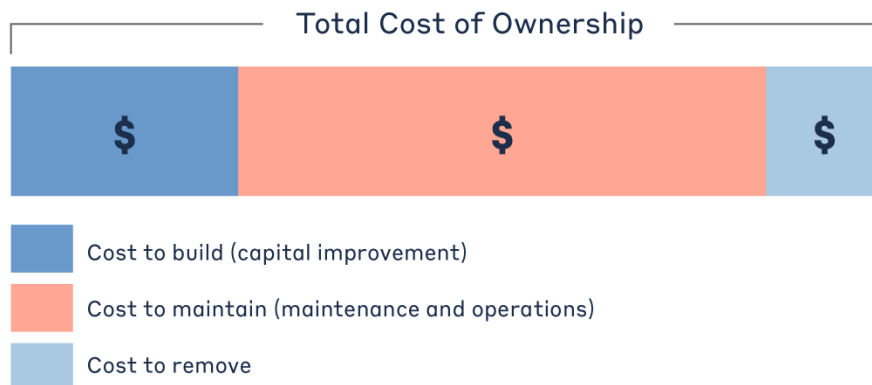 Total Cost of Ownership
$ $ $
Cost to build (capital improvement)
Cost to maintain (maintenance and operations)
Cost to remove